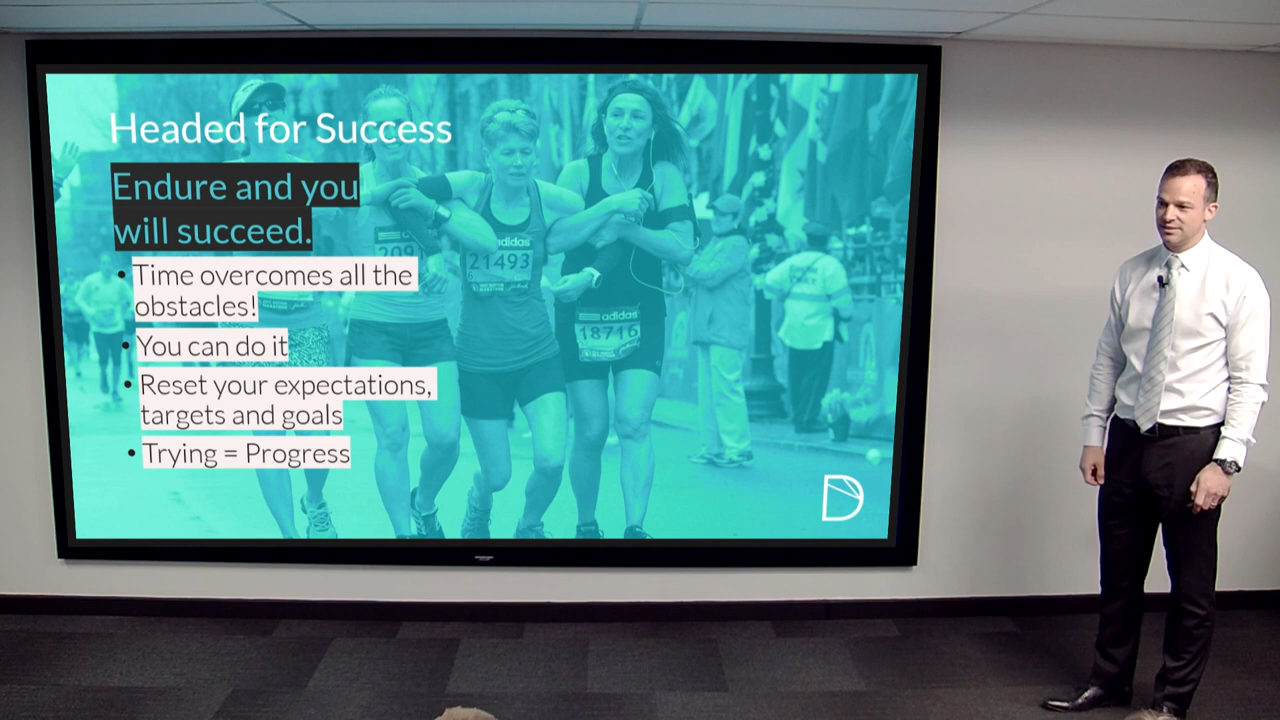 Headed for Success
Endure and you
will succeed.
• Time overcomes all the
obstacles!
• You can do it
• Reset your expectations,
targets and goals
• Trying = Progress
209
adidas
21493
adidas
18716
D